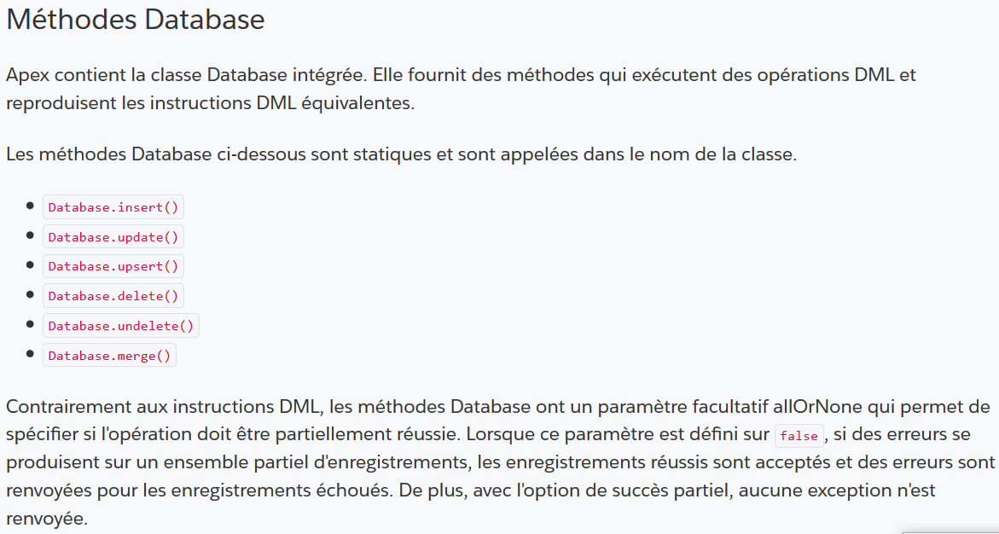 Méthodes Database
Apex contient la classe Database intégrée. Elle fournit des méthodes qui exécutent des opérations DML et
reproduisent les instructions DML équivalentes.
Les méthodes Database ci-dessous sont statiques et sont appelées dans le nom de la classe.
Database.insert()
Database.update()
Database.upsert()
Database.delete()
Database.undelete()
Database.merge()
Contrairement aux instructions DML, les méthodes Database ont un paramètre facultatif allOrNone qui permet de
spécifier si l'opération doit être partiellement réussie. Lorsque ce paramètre est défini sur false, si des erreurs se
produisent sur un ensemble partiel d'enregistrements, les enregistrements réussis sont acceptés et des erreurs sont
renvoyées pour les enregistrements échoués. De plus, avec l'option de succès partiel, aucune exception n'est
renvoyée.